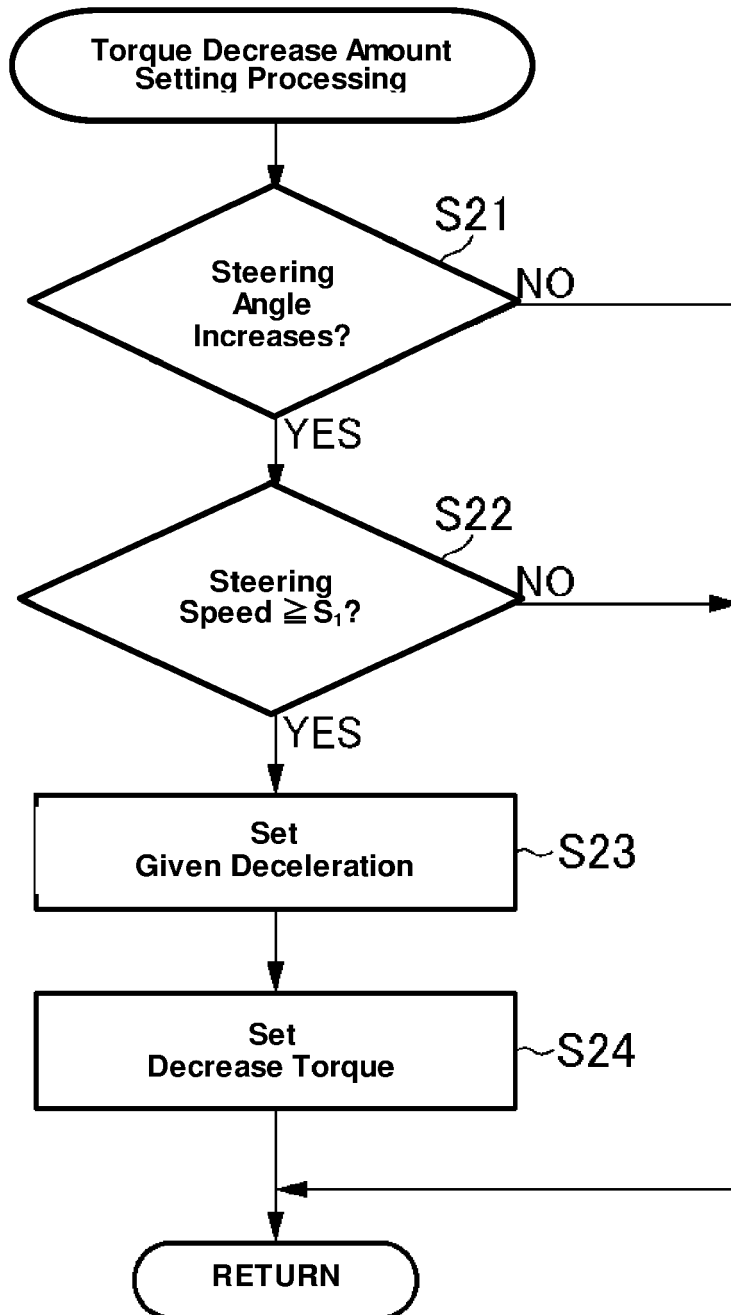 Torque Decrease Amount
Setting Processing
S21
Steering
Angle
Increases?
NO
YES
S22
Steering
Speed ≧ S₁?
NO
YES
Set
Given Deceleration
S23
Set
Decrease Torque
S24
RETURN